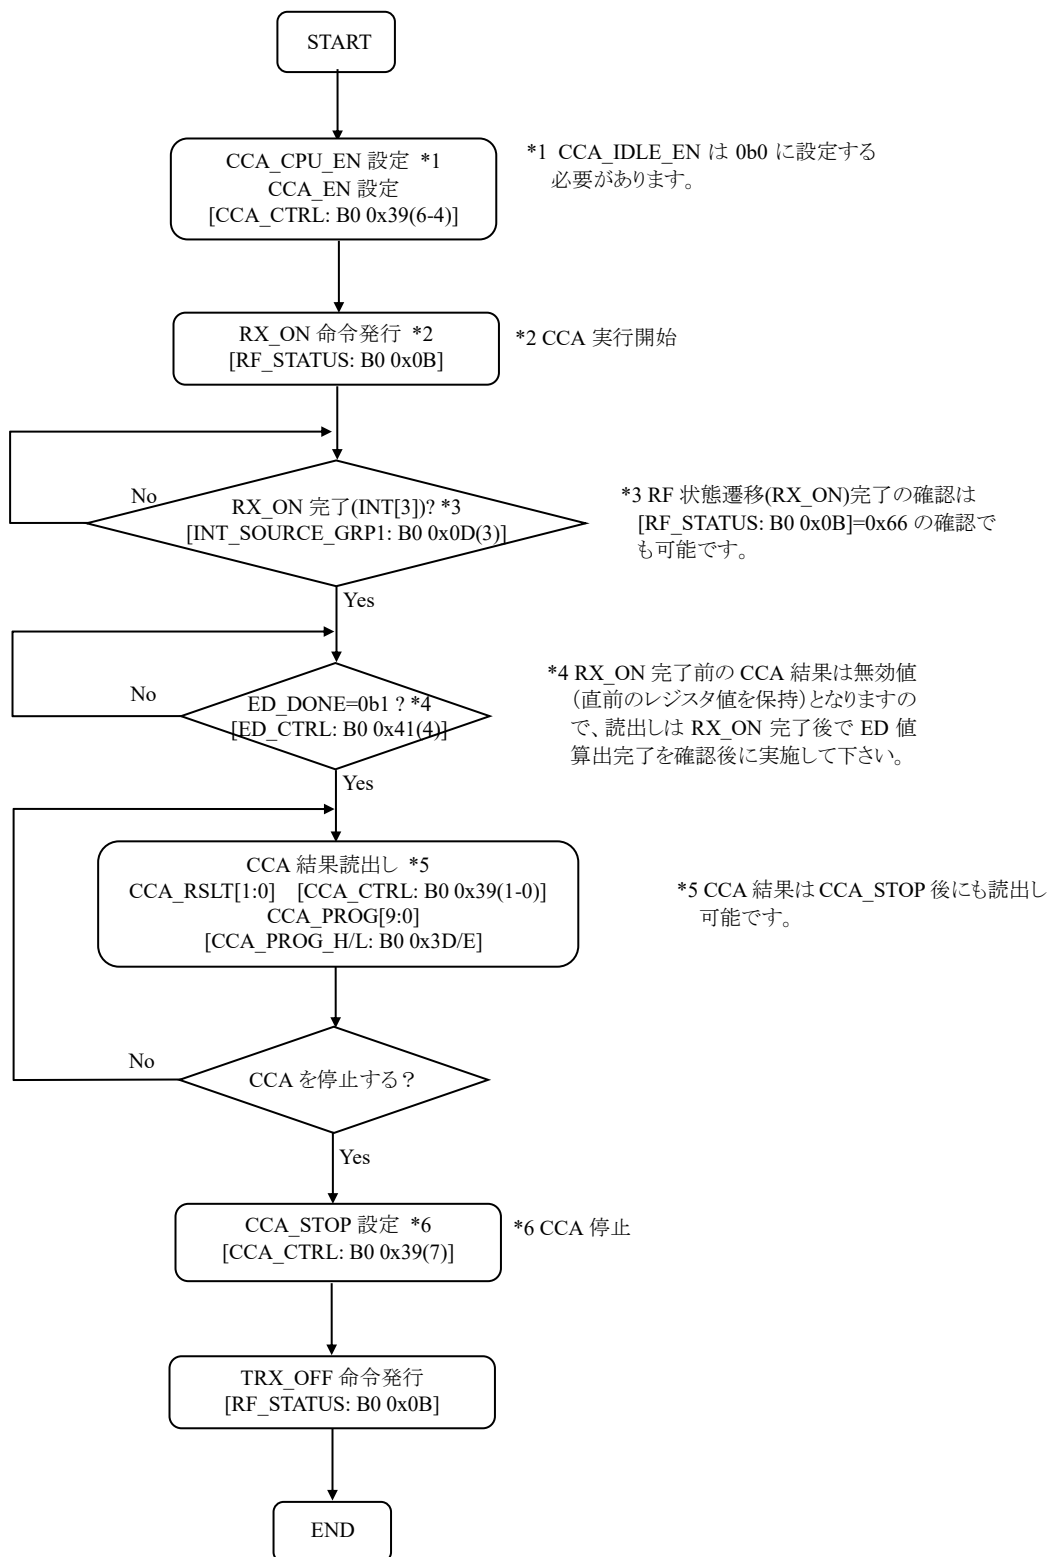 START
CCA_CPU_EN 設定 *1
CCA_EN 設定
[CCA_CTRL: B0 0x39(6-4)]
*1 CCA_IDLE_EN は 0b0 に設定する
必要があります。
RX_ON 命令発行 *2
[RF_STATUS: B0 0x0B]
*2 CCA 実行開始
No
RX_ON 完了(INT[3])? *3
[INT_SOURCE_GRP1: B0 0x0D(3)]
*3 RF 状態遷移(RX_ON)完了の確認は
[RF_STATUS: B0 0x0B]=0x66 の確認で
も可能です。
Yes
No
ED_DONE=0b1 ? *4
[ED_CTRL: B0 0x41(4)]
*4 RX_ON 完了前の CCA 結果は無効値
(直前のレジスタ値を保持)となりますの
で、読出しは RX_ON 完了後で ED 値
算出完了を確認後に実施して下さい。
Yes
CCA 結果読出し *5
CCA_RSLT[1:0] [CCA_CTRL: B0 0x39(1-0)]
CCA_PROG[9:0]
[CCA_PROG_H/L: B0 0x3D/E]
*5 CCA 結果は CCA_STOP 後にも読出し
可能です。
No
CCA を停止する?
Yes
CCA_STOP 設定 *6
[CCA_CTRL: B0 0x39(7)]
*6 CCA 停止
TRX_OFF 命令発行
[RF_STATUS: B0 0x0B]
END